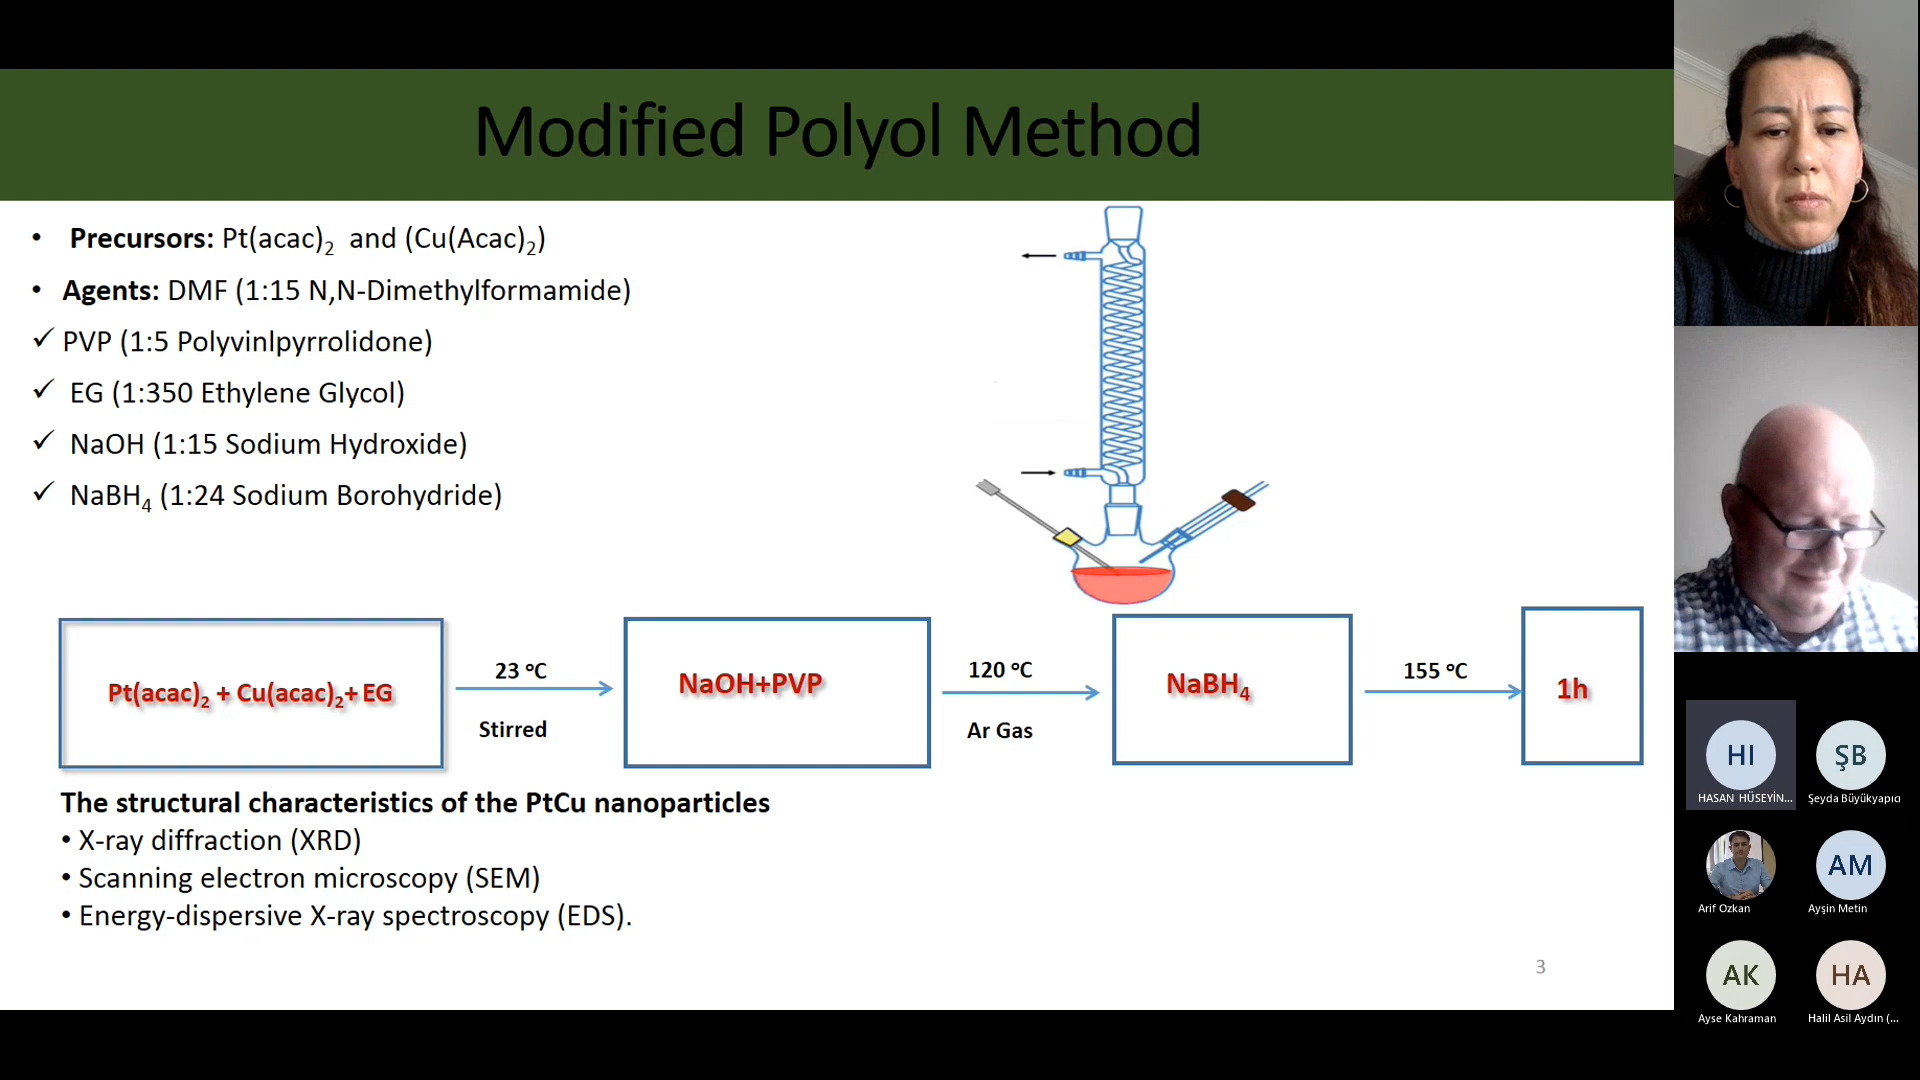 Modified Polyol Method
• Precursors: Pt(acac)₂ and (Cu(Acac)₂)
• Agents: DMF (1:15 N,N-Dimethylformamide)
✓ PVP (1:5 Polyvinlpyrrolidone)
✓ EG (1:350 Ethylene Glycol)
✓ NaOH (1:15 Sodium Hydroxide)
✓ NaBH₄ (1:24 Sodium Borohydride)
Pt(acac)₂ + Cu(acac)₂+ EG
23 °C
Stirred
NaOH+PVP
120 °C
Ar Gas
NaBH₄
155 °C
1h
The structural characteristics of the PtCu nanoparticles
• X-ray diffraction (XRD)
• Scanning electron microscopy (SEM)
• Energy-dispersive X-ray spectroscopy (EDS).
3
HI
HASAN HÜSEYİN...
ŞB
Şeyda Büyükyapıcı
Arif Ozkan
AM
Ayşin Metin
AK
Ayse Kahraman
HA
Halil Asil Aydın (...